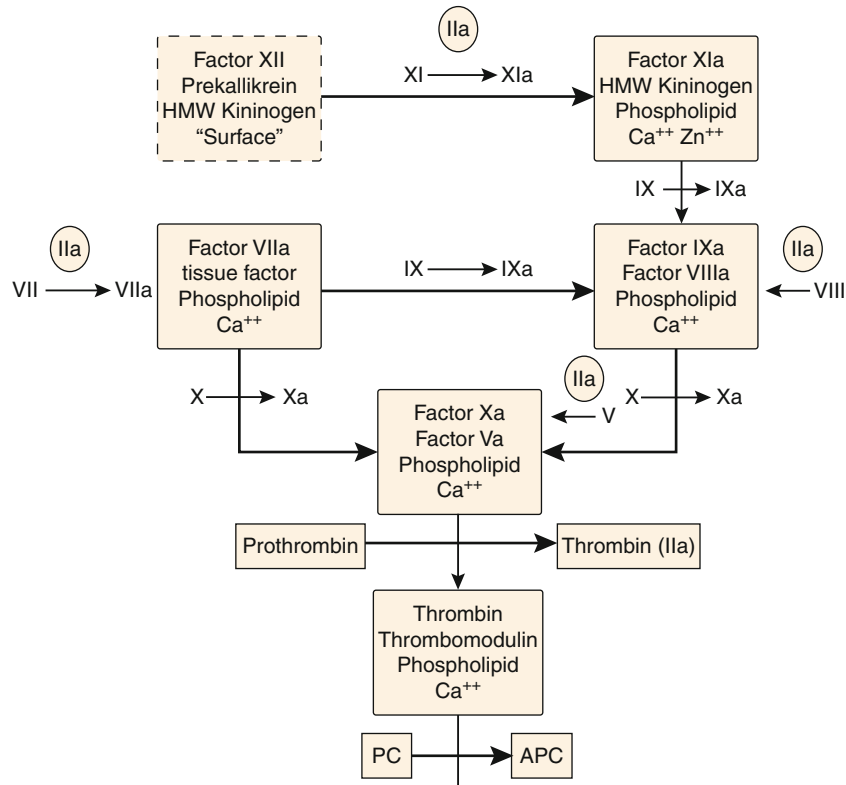 IIa
Factor XII
Prekallikrein
HMW Kininogen
“Surface”
XI XIa
Factor XIa
HMW Kininogen
Phospholipid
Ca++ Zn++
IX IXa
IIa
VII VIIa
Factor VIIa
tissue factor
Phospholipid
Ca++
IX IXa
Factor IXa
Factor VIIIa
Phospholipid
Ca++
IIa
VIII
X Xa
IIa
V
X Xa
Factor Xa
Factor Va
Phospholipid
Ca++
Prothrombin
Thrombin (IIa)
Thrombin
Thrombomodulin
Phospholipid
Ca++
PC
APC